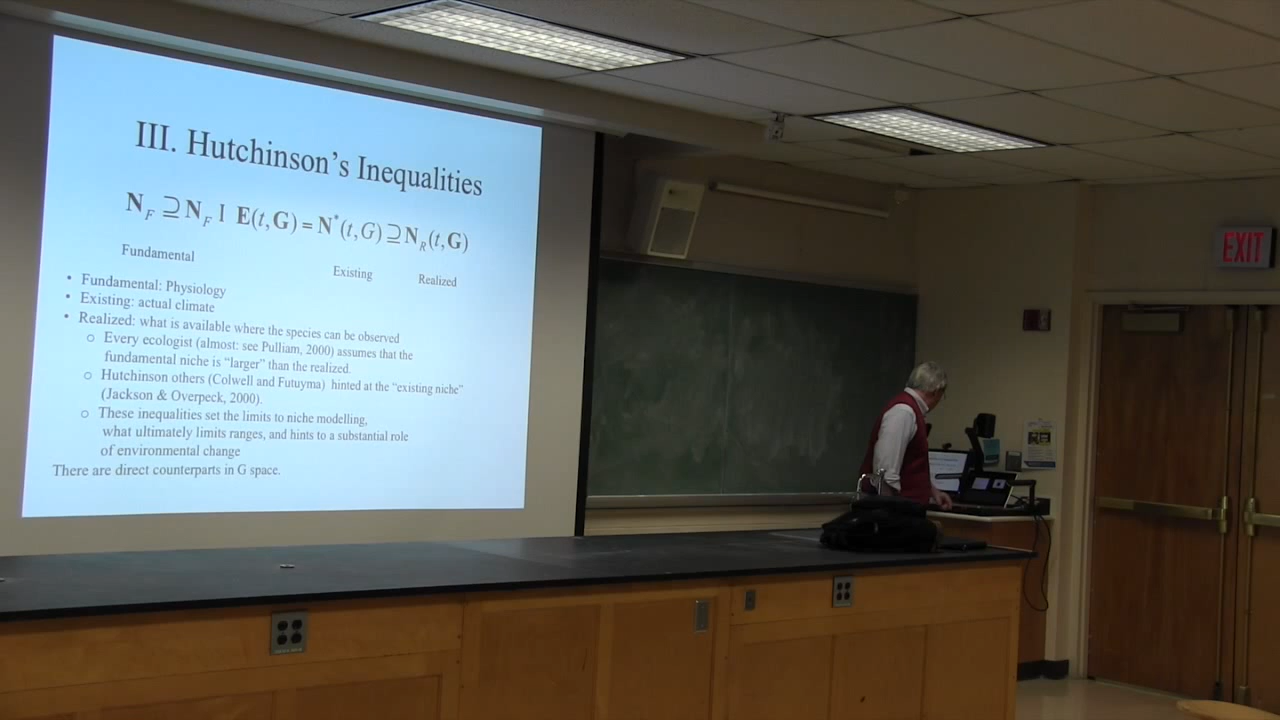 III. Hutchinson's Inequalities
N_F ⊇ N_F I E(t,G) = N*(t,G) ⊇ N_R(t,G)
Fundamental
Existing
Realized
• Fundamental: Physiology
• Existing: actual climate
• Realized: what is available where the species can be observed
o Every ecologist (almost: see Pulliam, 2000) assumes that the
fundamental niche is “larger” than the realized.
o Hutchinson others (Colwell and Futuyma) hinted at the “existing niche”
(Jackson & Overpeck, 2000).
o These inequalities set the limits to niche modelling,
what ultimately limits ranges, and hints to a substantial role
of environmental change
There are direct counterparts in G space.
EXIT